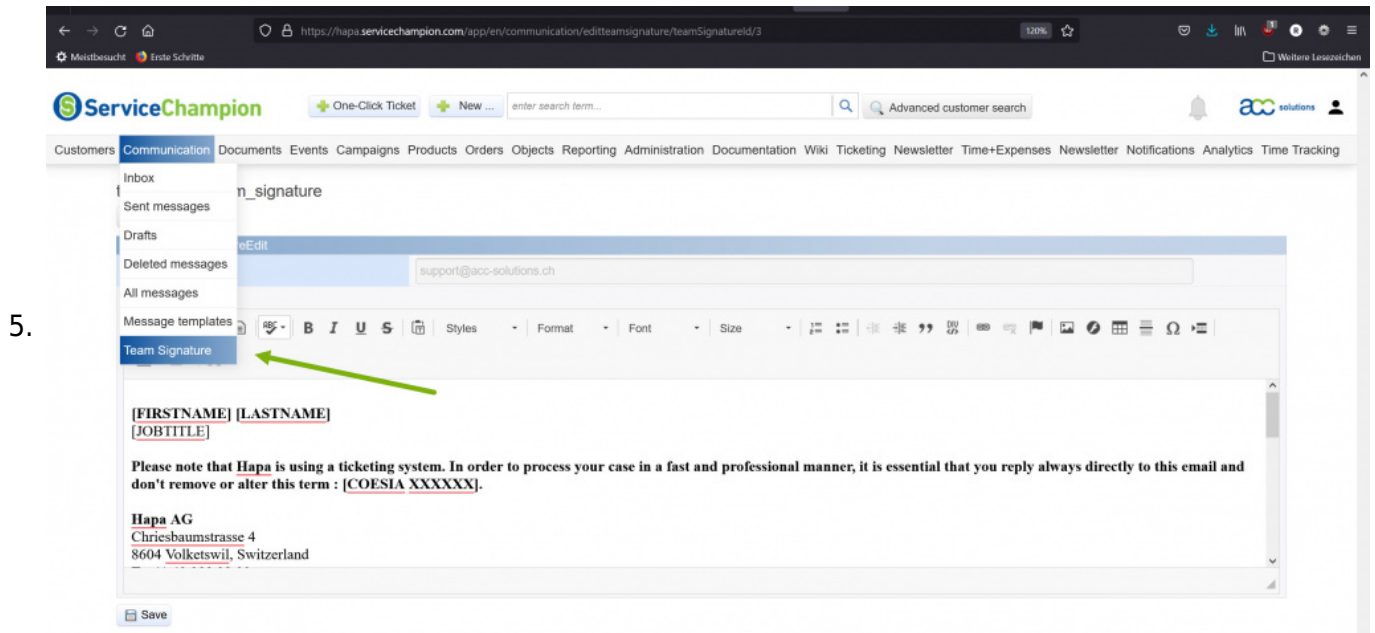 https://hapa.servicechampion.com/app/en/communication/editteamsignature/teamSignatureId/3
120%
Meistbesucht Erste Schritte
Weitere Lesezeichen
ServiceChampion
One-Click Ticket
New ...
enter search term...
Advanced customer search
acc solutions
Customers Communication Documents Events Campaigns Products Orders Objects Reporting Administration Documentation Wiki Ticketing Newsletter Time+Expenses Newsletter Notifications Analytics Time Tracking
Inbox
m_signature
Sent messages
Drafts
eEdit
Deleted messages
support@acc-solutions.ch
All messages
5.
Message templates
ABC B I U S Styles Format Font Size
Team Signature
[FIRSTNAME] [LASTNAME]
[JOBTITLE]
Please note that Hapa is using a ticketing system. In order to process your case in a fast and professional manner, it is essential that you reply always directly to this email and
don't remove or alter this term : [COESIA XXXXXX].
Hapa AG
Chriesbaumstrasse 4
8604 Volketswil, Switzerland
Save